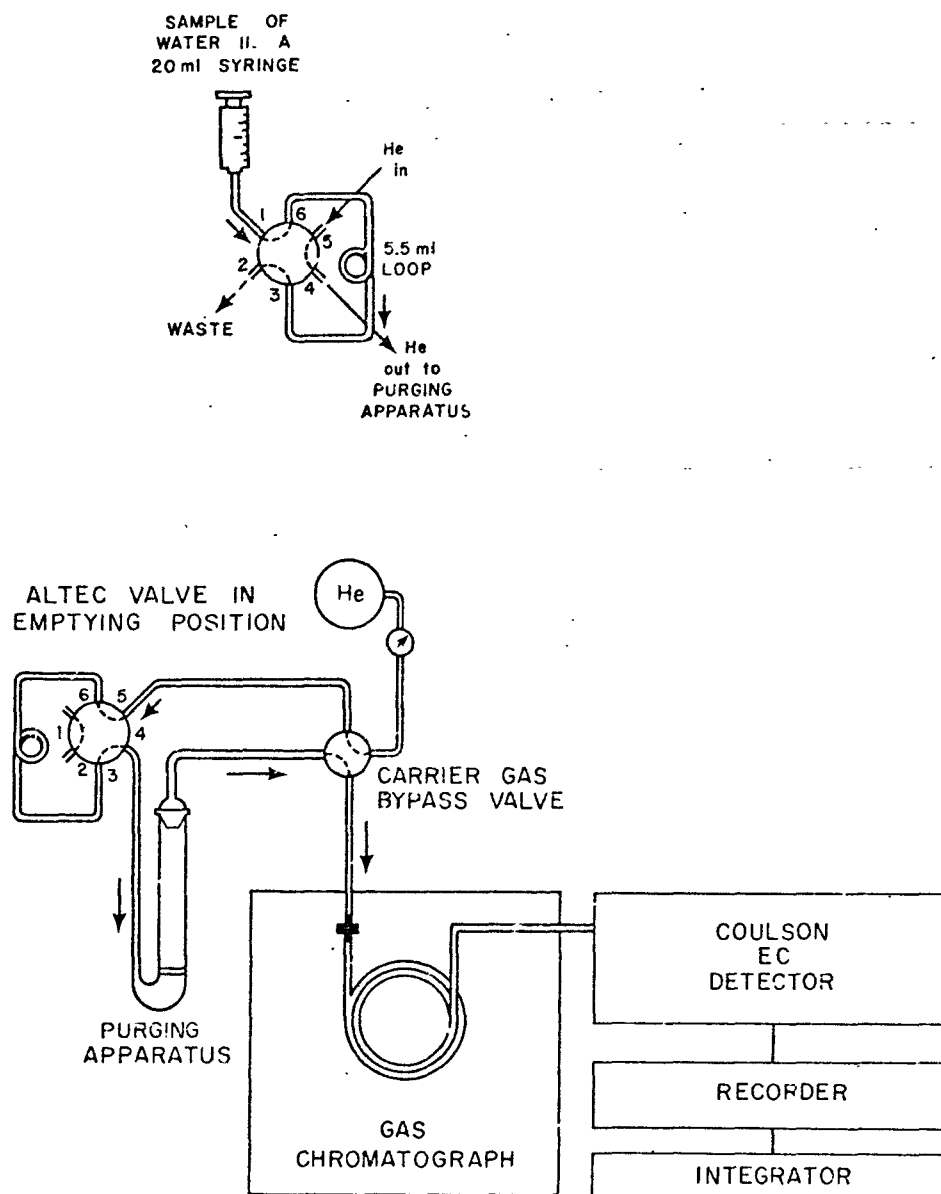 SAMPLE OF
WATER II. A
20 ml SYRINGE
He
in
1
6
5
2
3
4
5.5 ml
LOOP
WASTE
He
out to
PURGING
APPARATUS
He
ALTEC VALVE IN
EMPTYING POSITION
6
5
1
4
2
3
CARRIER GAS
BYPASS VALVE
PURGING
APPARATUS
GAS
CHROMATOGRAPH
COULSON
EC
DETECTOR
RECORDER
INTEGRATOR